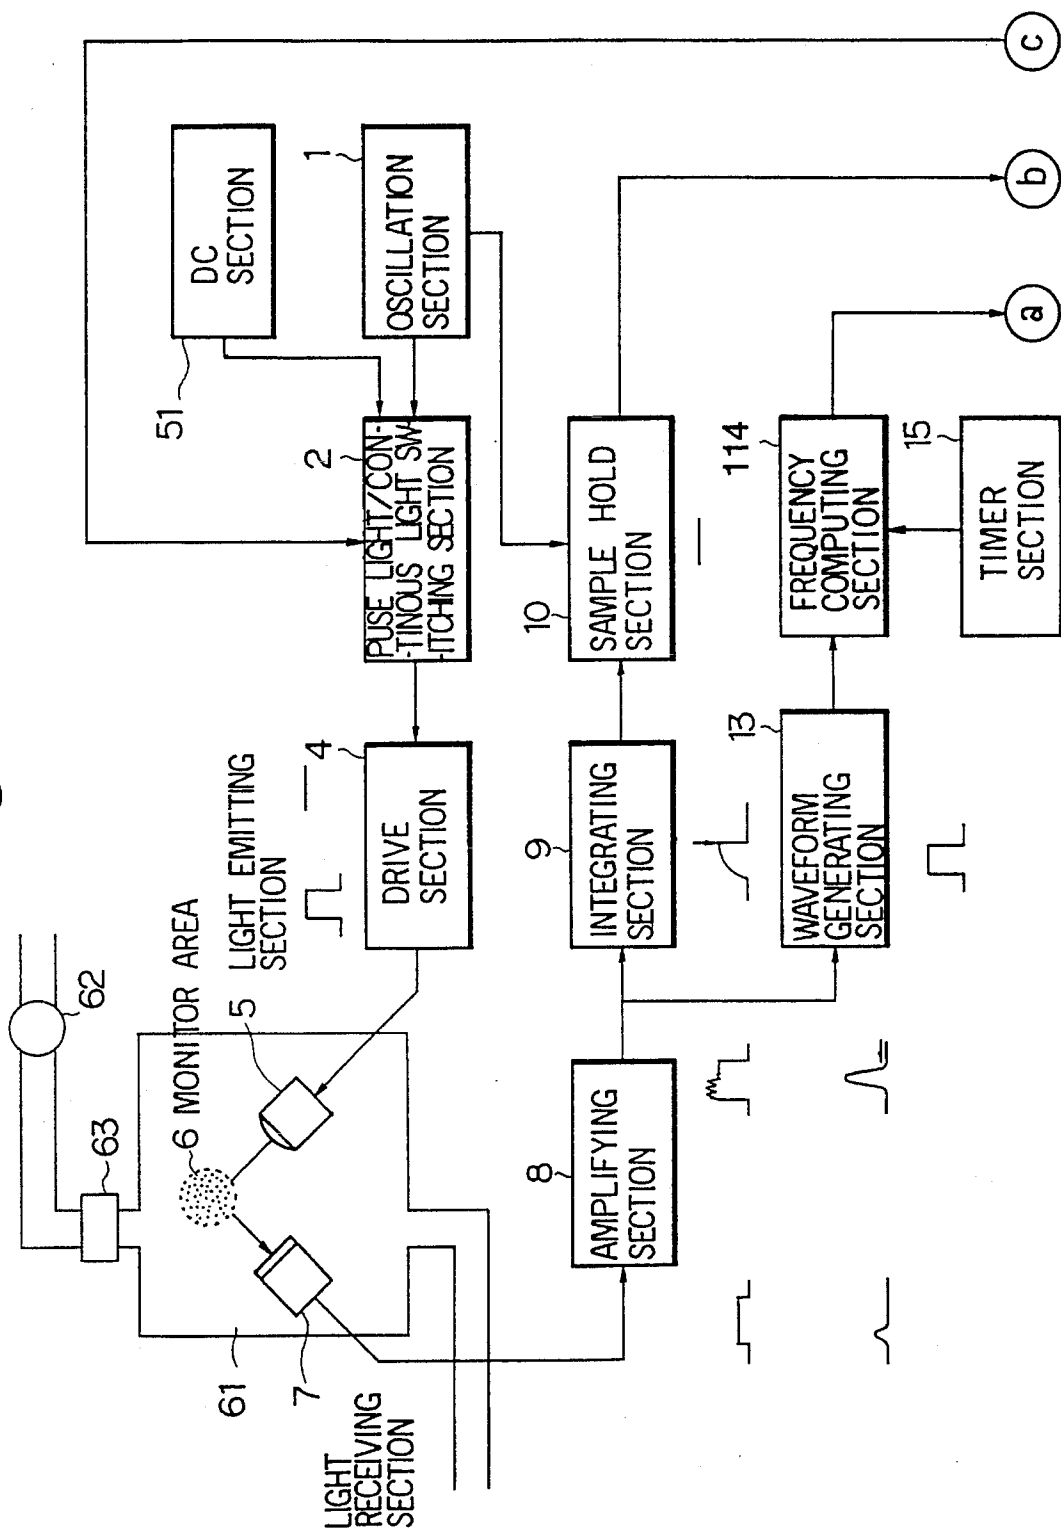 62
63
6 MONITOR AREA
61
5
LIGHT EMITTING
SECTION
7
LIGHT
RECEIVING
SECTION
51
DC
SECTION
1
OSCILLATION
SECTION
2
PUSE LIGHT/CON-
-TINOUS LIGHT SW-
-ITCHING SECTION
4
DRIVE
SECTION
8
AMPLIFYING
SECTION
9
INTEGRATING
SECTION
10
SAMPLE HOLD
SECTION
13
WAVEFORM
GENERATING
SECTION
114
FREQUENCY
COMPUTING
SECTION
15
TIMER
SECTION
a
b
c